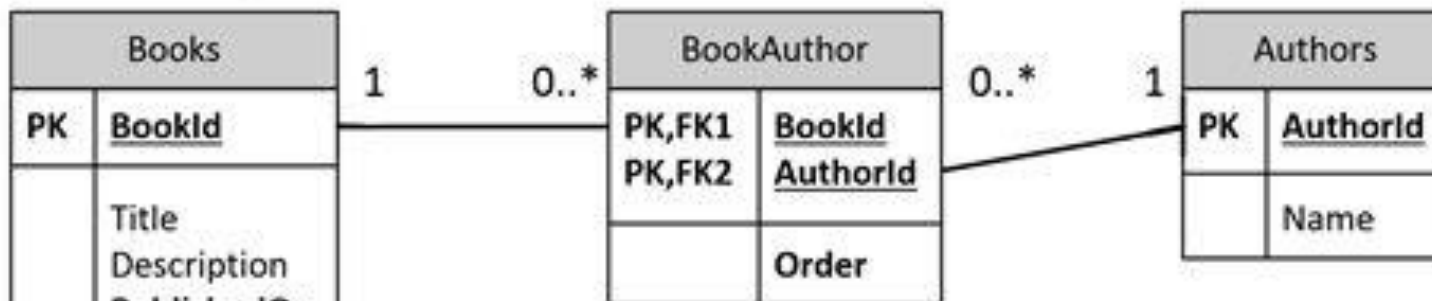 Books
1
0..*
BookAuthor
0..*
1
Authors
PK BookId
PK,FK1 BookId
PK,FK2 AuthorId
PK AuthorId
Title
Description
Order
Name